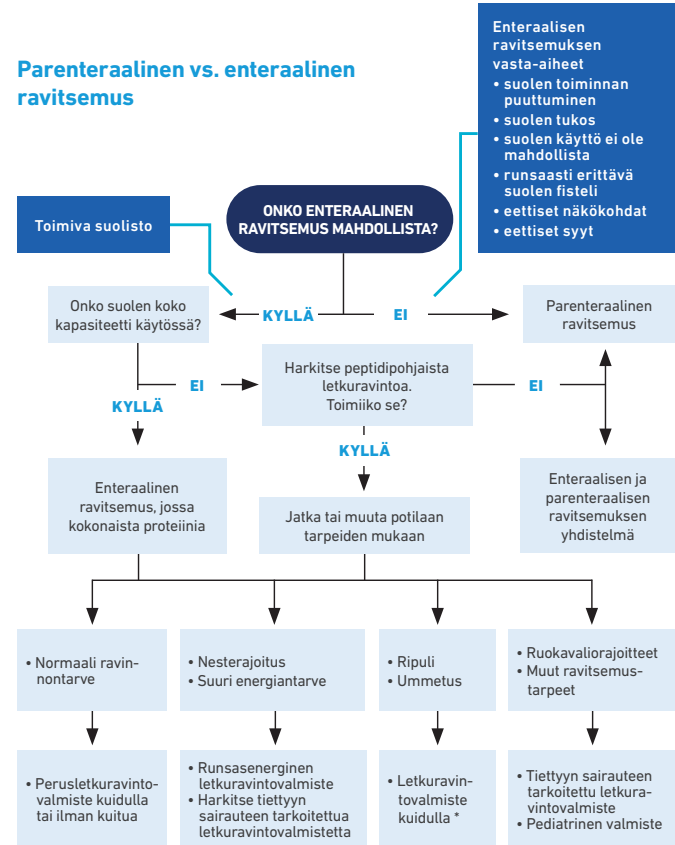 Parenteraalinen vs. enteraalinen
ravitsemus
Enteraalisen
ravitsemuksen
vasta-aiheet
• suolen toiminnan
puuttuminen
• suolen tukos
• suolen käyttö ei ole
mahdollista
• runsaasti erittävä
suolen fisteli
• eettiset näkökohdat
• eettiset syyt
Toimiva suolisto
ONKO ENTERAALINEN
RAVITSEMUS MAHDOLLISTA?
Onko suolen koko
kapasiteetti käytössä?
KYLLÄ
EI
Parenteraalinen
ravitsemus
EI
Harkitse peptidipohjaista
letkuravintoa.
Toimiiko se?
EI
KYLLÄ
KYLLÄ
Enteraalinen
ravitsemus, jossa
kokonaista proteiinia
Jatka tai muuta potilaan
tarpeiden mukaan
Enteraalisen ja
parenteraalisen
ravitsemuksen
yhdistelmä
• Normaali ravin-
nontarve
• Nesterajoitus
• Suuri energiantarve
• Ripuli
• Ummetus
• Ruokavaliorajoitteet
• Muut ravitsemus-
tarpeet
• Perusletkuravinto-
valmiste kuidulla
tai ilman kuitua
• Runsasenerginen
letkuravintovalmiste
• Harkitse tiettyyn
sairauteen tarkoitettua
letkuravintovalmistetta
• Letkuravin-
tovalmiste
kuidulla *
• Tiettyyn sairauteen
tarkoitettu letkura-
vintovalmiste
• Pediatrinen valmiste